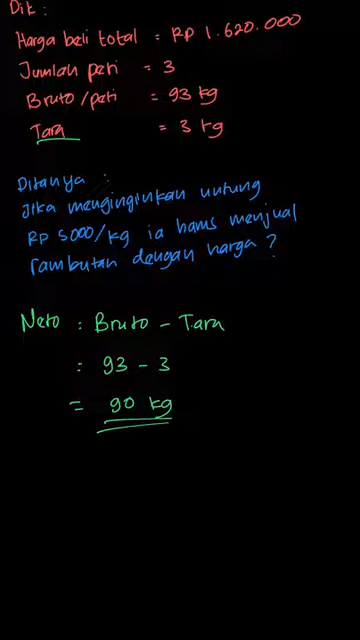 Dik:
Harga beli total = Rp 1.620.000
Jumlah peti = 3
Bruto/peti = 93 kg
Tara = 3 kg
Ditanya :
Jika menginginkan untung
Rp 5000/kg ia harus menjual
rambutan dengan harga ?
Neto : Bruto - Tara
: 93 - 3
= 90 kg